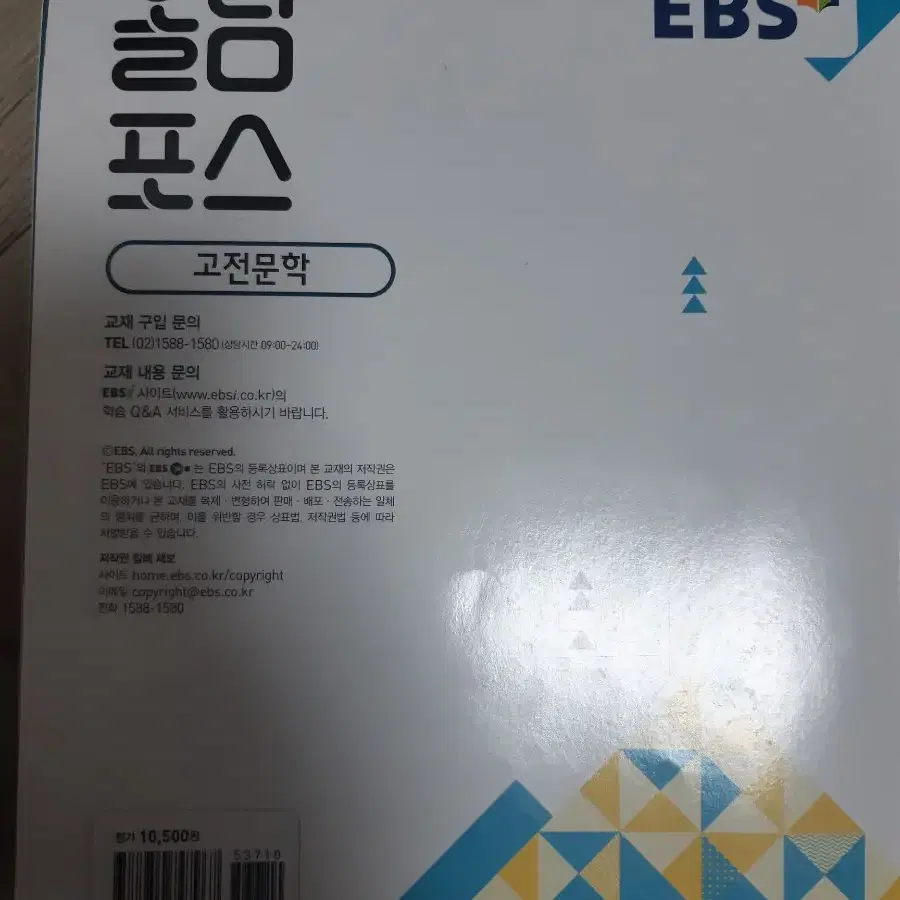 EBS
포스
고전문학
교재 구입 문의
TEL (02)1588-1580 (상담시간 09:00~24:00)
교재 내용 문의
EBSi 사이트(www.ebsi.co.kr)의
학습 Q&A 서비스를 활용하시기 바랍니다.
ⓒEBS, All rights reserved.
"EBS"와 EBS 는 EBS의 등록상표이며 본 교재의 저작권은
EBS에 있습니다. EBS의 사전 허락 없이 EBS의 등록상표를
이용하거나 본 교재를 복제·변형하여 판매·배포·전송하는 일체
의 행위를 금하며, 이를 위반할 경우 상표법, 저작권법 등에 따라
처벌받을 수 있습니다.
저작권 침해 제보
사이트 home.ebs.co.kr/copyright
이메일 copyright@ebs.co.kr
전화 1588-1580
정가 10,500원
53710